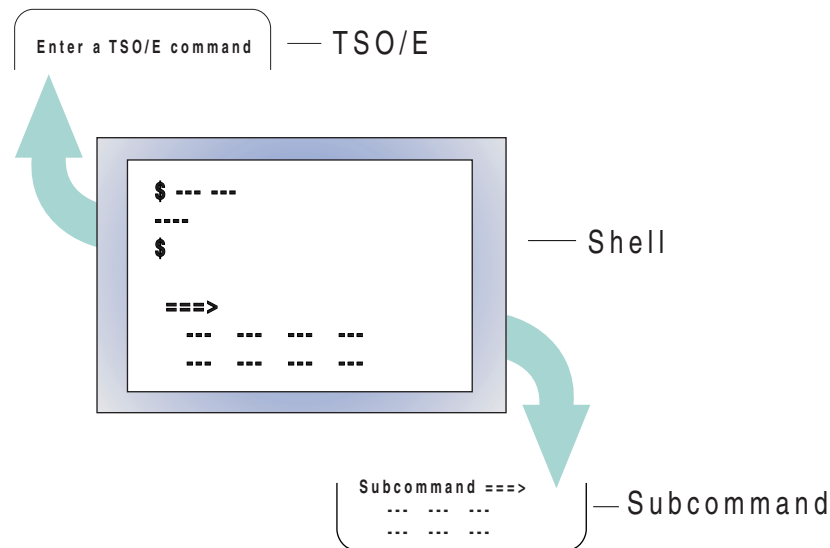 Enter a TSO/E command
TSO/E
$ --- ---
----
$
Shell
===>
--- --- --- ---
--- --- --- ---
Subcommand ===>
--- --- ---
--- --- ---
Subcommand